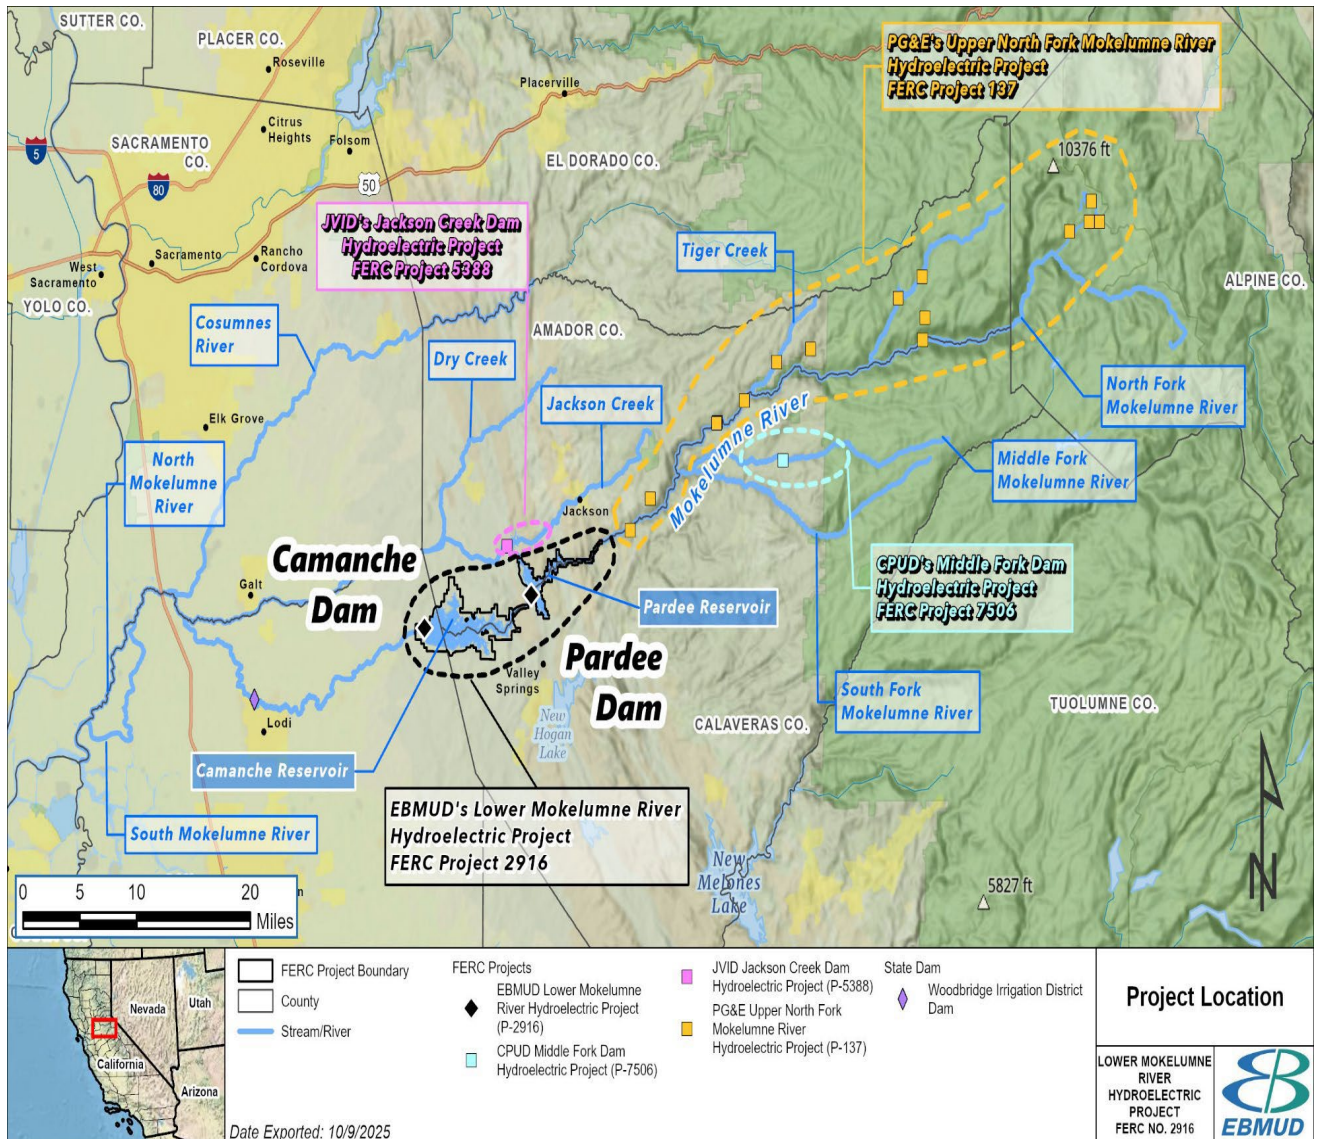 SUTTER CO.
PLACER CO.
Roseville
Placerville
PG&E's Upper North Fork Mokelumne River
Hydroelectric Project
FERC Project 137
Citrus
Heights
Folsom
SACRAMENTO
CO.
5
80
50
EL DORADO CO.
10376 ft
JVID's Jackson Creek Dam
Hydroelectric Project
FERC Project 5388
Tiger Creek
Sacramento
West
Sacramento
Rancho
Cordova
YOLO CO.
ALPINE CO.
Cosumnes
River
AMADOR CO.
Dry Creek
Jackson Creek
North Fork
Mokelumne River
Elk Grove
Mokelumne River
North
Mokelumne
River
Middle Fork
Mokelumne River
Jackson
Camanche
Dam
CPUD's Middle Fork Dam
Hydroelectric Project
FERC Project 7506
Galt
Pardee Reservoir
Pardee
Dam
Valley
Springs
South Fork
Mokelumne River
TUOLUMNE CO.
New
Hogan
Lake
CALAVERAS CO.
Lodi
Camanche Reservoir
EBMUD's Lower Mokelumne River
Hydroelectric Project
FERC Project 2916
South Mokelumne River
New
Melones
Lake
5827 ft
N
0 5 10 20
Miles
Nevada
Utah
California
Arizona
FERC Project Boundary
County
Stream/River
FERC Projects
EBMUD Lower Mokelumne
River Hydroelectric Project
(P-2916)
CPUD Middle Fork Dam
Hydroelectric Project (P-7506)
JVID Jackson Creek Dam
Hydroelectric Project (P-5388)
PG&E Upper North Fork
Mokelumne River
Hydroelectric Project (P-137)
State Dam
Woodbridge Irrigation District
Dam
Date Exported: 10/9/2025
Project Location
LOWER MOKELUMNE
RIVER
HYDROELECTRIC
PROJECT
FERC NO. 2916
EBMUD